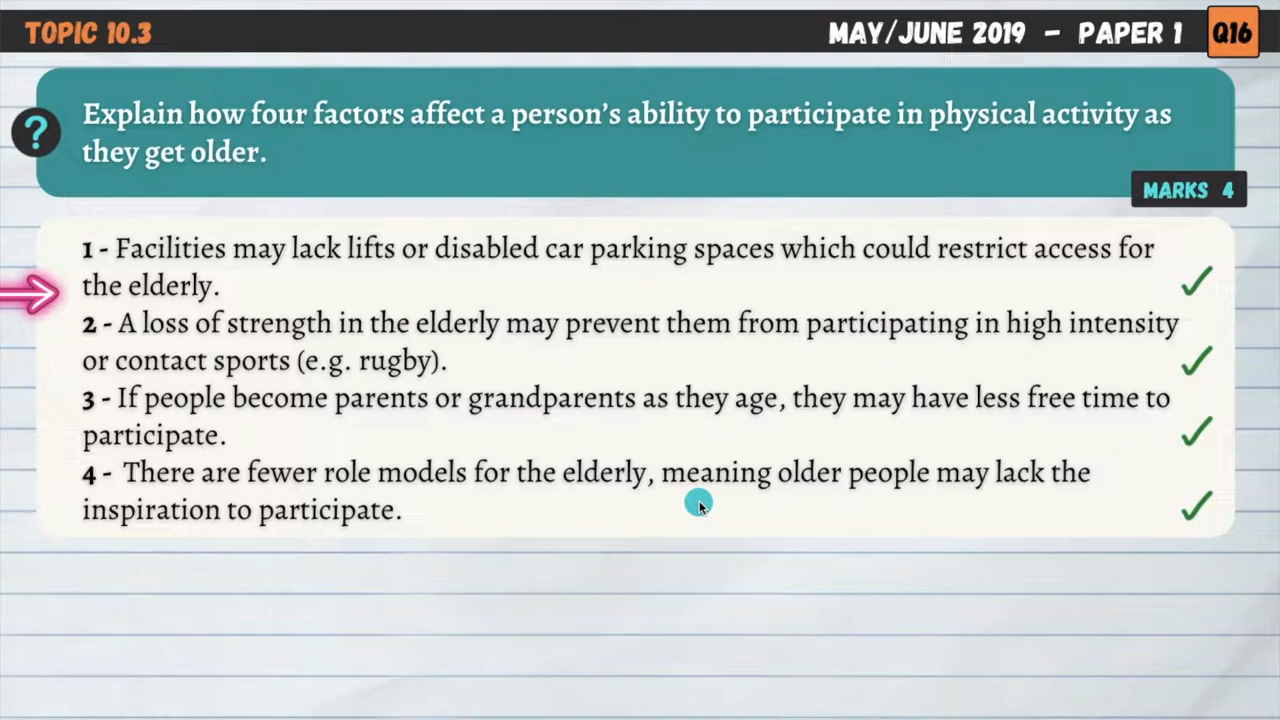 TOPIC 10.3
MAY/JUNE 2019 - PAPER 1 Q16
?
Explain how four factors affect a person's ability to participate in physical activity as
they get older.
MARKS 4
1 - Facilities may lack lifts or disabled car parking spaces which could restrict access for
the elderly.
2 - A loss of strength in the elderly may prevent them from participating in high intensity
or contact sports (e.g. rugby).
3 - If people become parents or grandparents as they age, they may have less free time to
participate.
4 - There are fewer role models for the elderly, meaning older people may lack the
inspiration to participate.